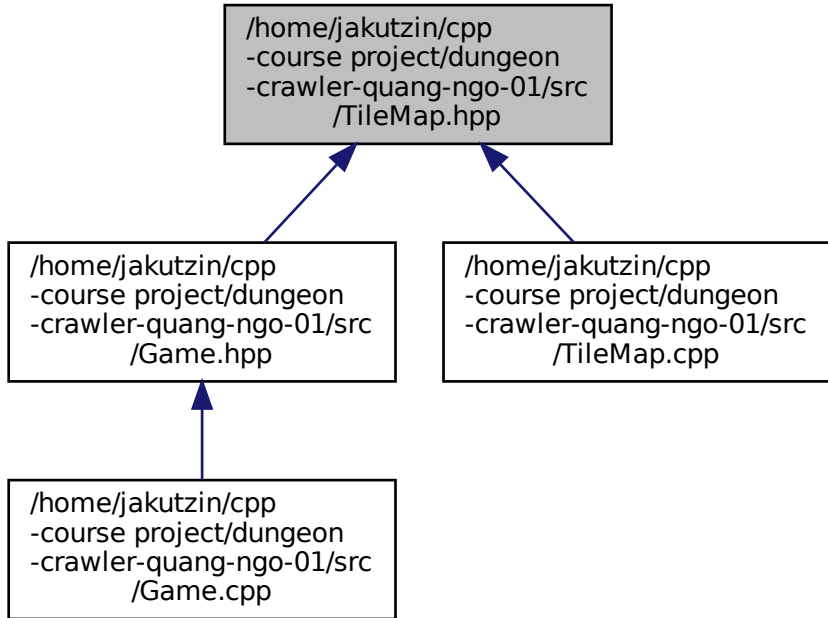 /home/jakutzin/cpp
-course project/dungeon
-crawler-quang-ngo-01/src
/TileMap.hpp
/home/jakutzin/cpp
-course project/dungeon
-crawler-quang-ngo-01/src
/Game.hpp
/home/jakutzin/cpp
-course project/dungeon
-crawler-quang-ngo-01/src
/TileMap.cpp
/home/jakutzin/cpp
-course project/dungeon
-crawler-quang-ngo-01/src
/Game.cpp